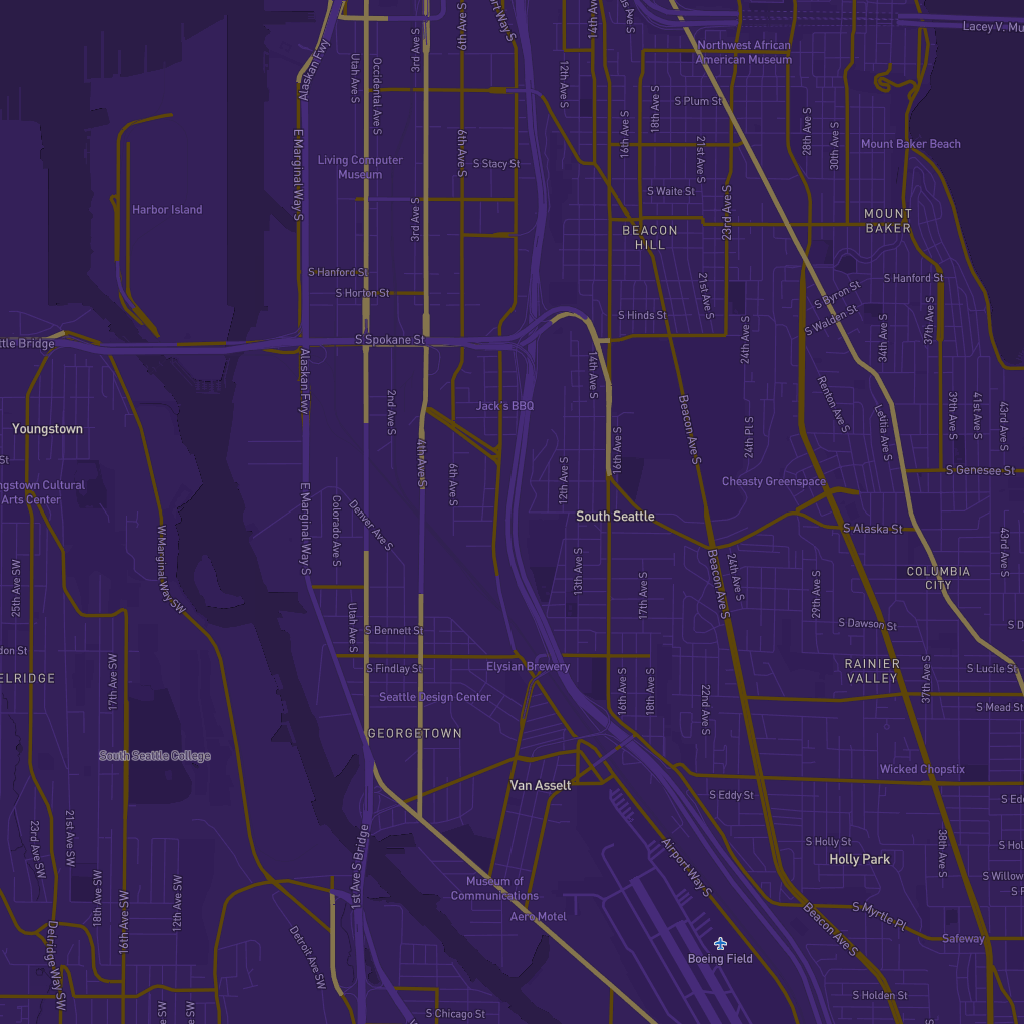 Alaskan Fwy
Utah Ave S
Occidental Ave S
3rd Ave S
6th Ave S
12th Ave S
18th Ave S
16th Ave S
Northwest African
American Museum
Lacey V. Mu
S Plum St
21st Ave S
28th Ave S
30th Ave S
Mount Baker Beach
E Marginal Way S
Living Computer
Museum
6th Ave S
S Stacy St
S Waite St
23rd Ave S
Harbor Island
3rd Ave S
BEACON
HILL
MOUNT
BAKER
S Hanford St
S Horton St
21st Ave S
S Hanford St
S Byron St
S Walden St
S Hinds St
24th Ave S
34th Ave S
37th Ave S
ttle Bridge
S Spokane St
Alaskan Fwy
14th Ave S
Renton Ave S
Letitia Ave S
39th Ave S
41st Ave S
43rd Ave S
2nd Ave S
Jack's BBQ
Beacon Ave S
24th Pl S
Youngstown
4th Ave S
16th Ave S
St
6th Ave S
12th Ave S
S Genesee St
ngstown Cultural
Arts Center
E Marginal Way S
Cheasty Greenspace
Colorado Ave S
Denver Ave S
South Seattle
S Alaska St
43rd Ave S
W Marginal Way SW
25th Ave SW
13th Ave S
17th Ave S
Beacon Ave S
24th Ave S
29th Ave S
COLUMBIA
CITY
Utah Ave S
S Bennett St
S Dawson St
S D
don St
S Findlay St
Elysian Brewery
16th Ave S
18th Ave S
22nd Ave S
RAINIER
VALLEY
37th Ave S
S Lucile St
ELRIDGE
17th Ave SW
Seattle Design Center
S Mead St
GEORGETOWN
South Seattle College
Van Asselt
Wicked Chopstix
S Eddy St
S Ede
23rd Ave SW
21st Ave SW
1st Ave S Bridge
Airport Way S
S Holly St
S Hol
38th Ave S
Holly Park
18th Ave SW
16th Ave SW
12th Ave SW
Museum of
Communications
Aero Motel
S Willow
Delridge Way SW
Detroit Ave SW
Boeing Field
Beacon Ave S
S Myrtle Pl
Safeway
S Holden St
S Chicago St